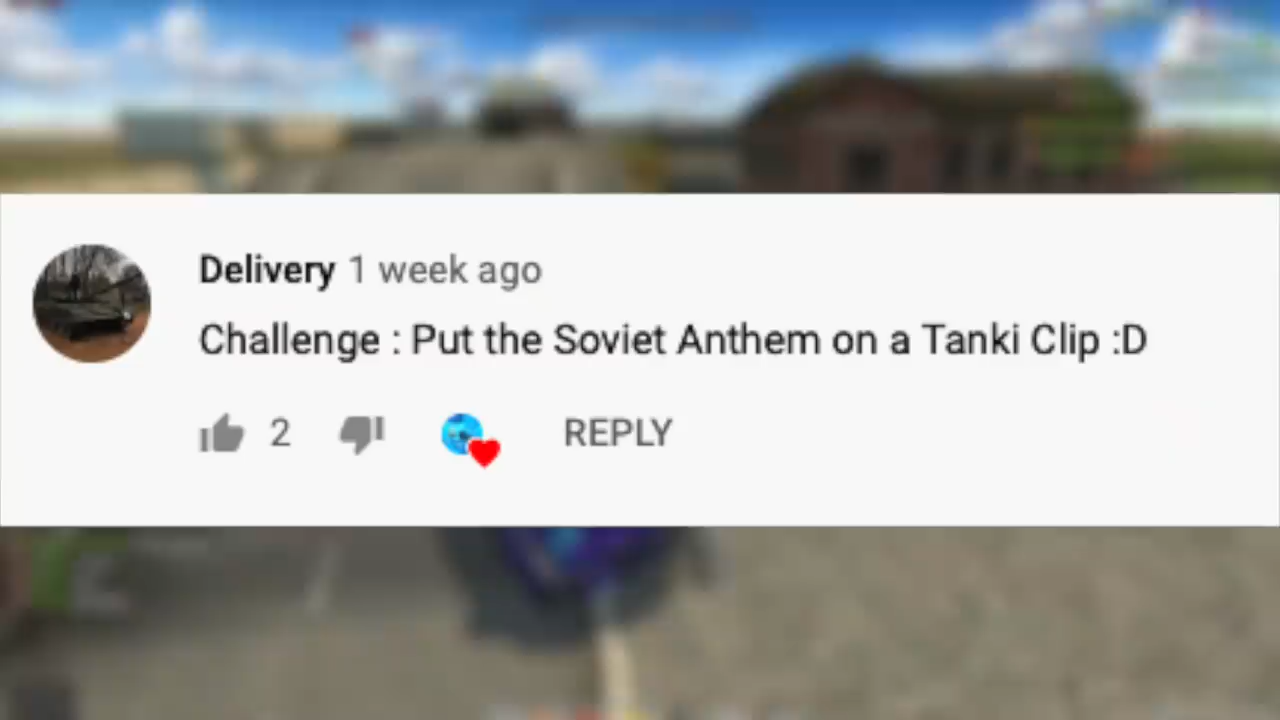 Delivery 1 week ago
Challenge : Put the Soviet Anthem on a Tanki Clip :D
2 REPLY